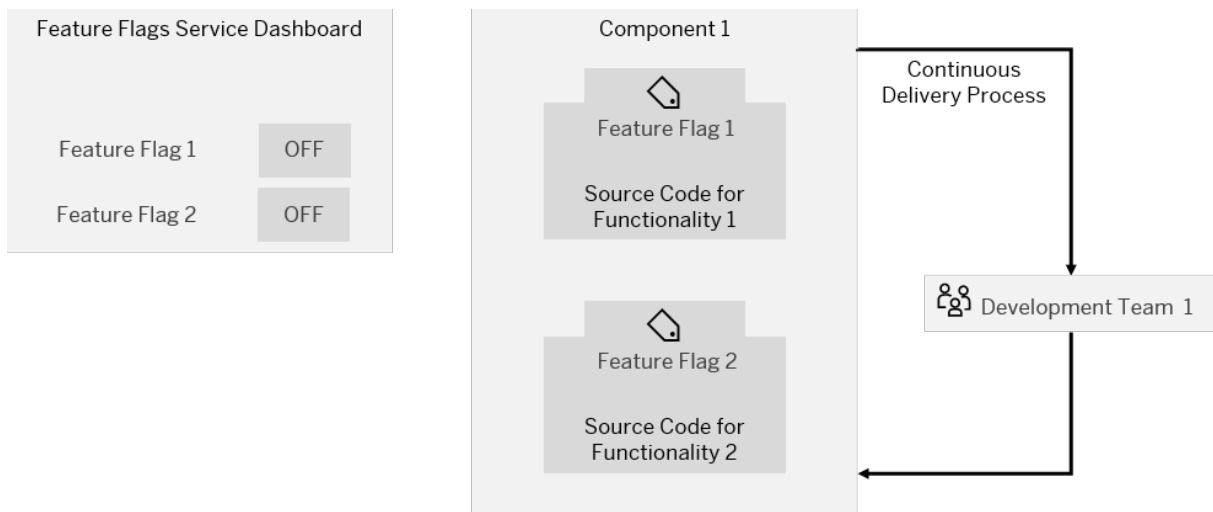 Feature Flags Service Dashboard
Feature Flag 1
OFF
Feature Flag 2
OFF
Component 1
Feature Flag 1
Source Code for
Functionality 1
Feature Flag 2
Source Code for
Functionality 2
Continuous
Delivery Process
Development Team 1